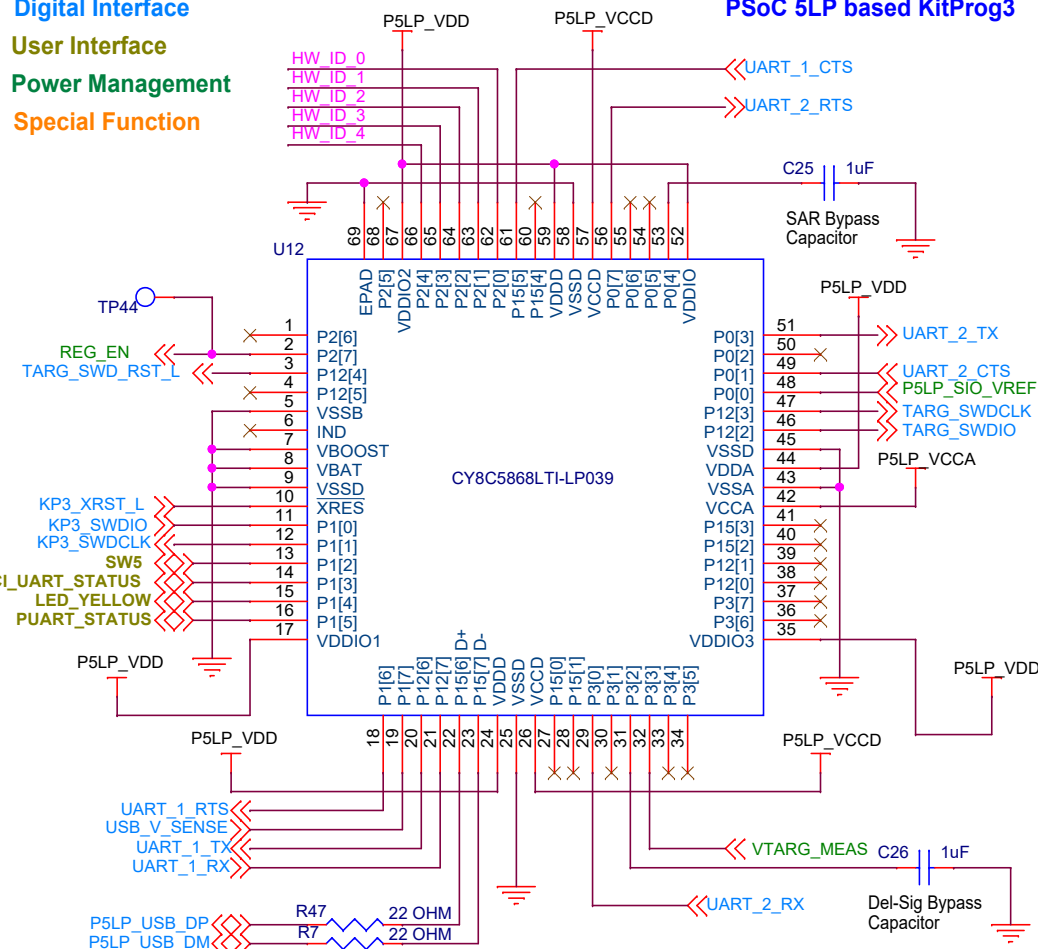 Digital Interface
User Interface
Power Management
Special Function
PSoC 5LP based KitProg3
P5LP_VDD
P5LP_VCCD
HW_ID_0
HW_ID_1
HW_ID_2
HW_ID_3
HW_ID_4
UART_1_CTS
UART_2_RTS
C25 1uF
SAR Bypass
Capacitor
U12
69 68 67 66 65 64 63 62 61 60 59 58 57 56 55 54 53 52
EPAD P2[5] VDDIO2 P2[4] P2[3] P2[2] P2[1] P2[0] P15[5] P15[4] VDDD VSSD VCCD P0[7] P0[6] P0[5] P0[4] VDDIO
TP44
REG_EN
TARG_SWD_RST_L
KP3_XRST_L
KP3_SWDIO
KP3_SWDCLK
SW5
CI_UART_STATUS
LED_YELLOW
PUART_STATUS
1 P2[6]
2 P2[7]
3 P12[4]
4 P12[5]
5 VSSB
6 IND
7 VBOOST
8 VBAT
9 VSSD
10 XRES
11 P1[0]
12 P1[1]
13 P1[2]
14 P1[3]
15 P1[4]
16 P1[5]
17 VDDIO1
CY8C5868LTI-LP039
P0[3] 51
P0[2] 50
P0[1] 49
P0[0] 48
P12[3] 47
P12[2] 46
VSSD 45
VDDA 44
VSSA 43
VCCA 42
P15[3] 41
P15[2] 40
P12[1] 39
P12[0] 38
P3[7] 37
P3[6] 36
VDDIO3 35
P5LP_VDD
UART_2_TX
UART_2_CTS
P5LP_SIO_VREF
TARG_SWDCLK
TARG_SWDIO
P5LP_VCCA
P5LP_VDD
P5LP_VDD
P1[6] P1[7] P12[6] P12[7] P15[6] D+ P15[7] D- VDDD VSSD VCCD P15[0] P15[1] P3[0] P3[1] P3[2] P3[3] P3[4] P3[5]
18 19 20 21 22 23 24 25 26 27 28 29 30 31 32 33 34
P5LP_VDD
P5LP_VCCD
UART_1_RTS
USB_V_SENSE
UART_1_TX
UART_1_RX
VTARG_MEAS
C26 1uF
Del-Sig Bypass
Capacitor
UART_2_RX
P5LP_USB_DP R47 22 OHM
P5LP_USB_DM R7 22 OHM